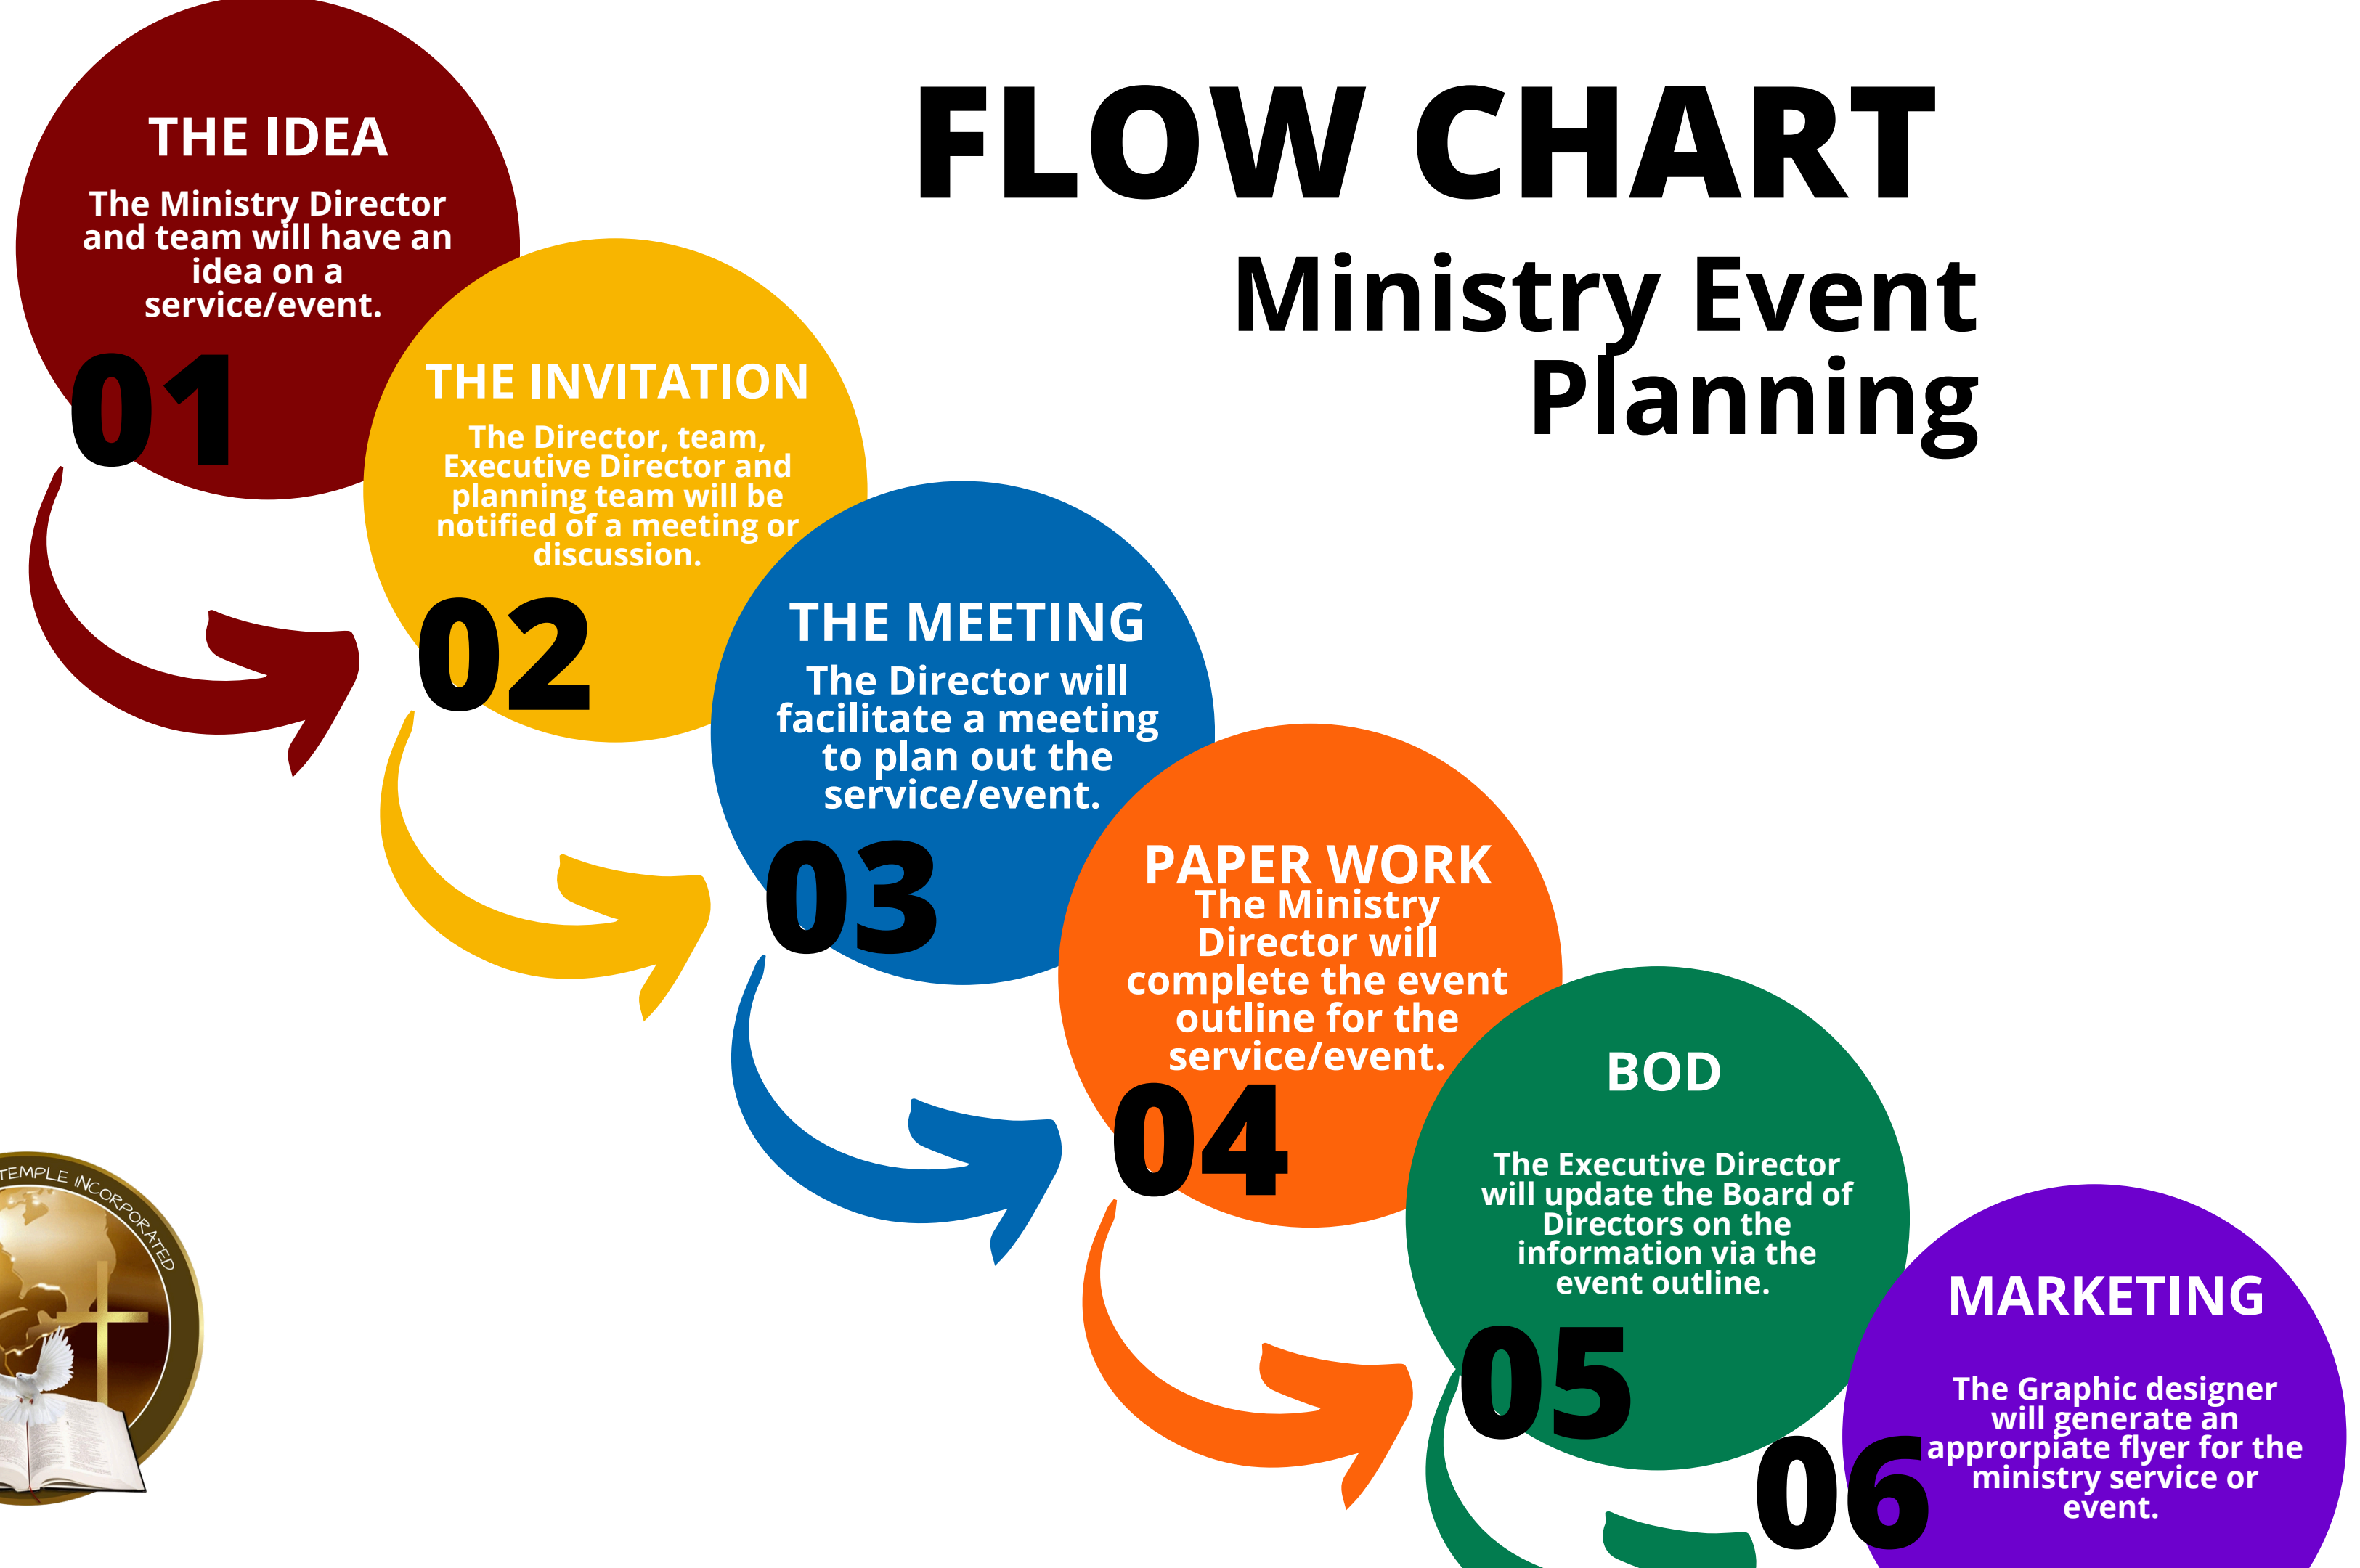 FLOW CHART
Ministry Event
Planning
THE IDEA
The Ministry Director
and team will have an
idea on a
service/event.
01
THE INVITATION
The Director, team,
Executive Director and
planning team will be
notified of a meeting or
discussion.
02
THE MEETING
The Director will
facilitate a meeting
to plan out the
service/event.
03
PAPER WORK
The Ministry
Director will
complete the event
outline for the
service/event.
04
BOD
The Executive Director
will update the Board of
Directors on the
information via the
event outline.
05
MARKETING
The Graphic designer
will generate an
approrpiate flyer for the
ministry service or
event.
06
TEMPLE INCORPORATED